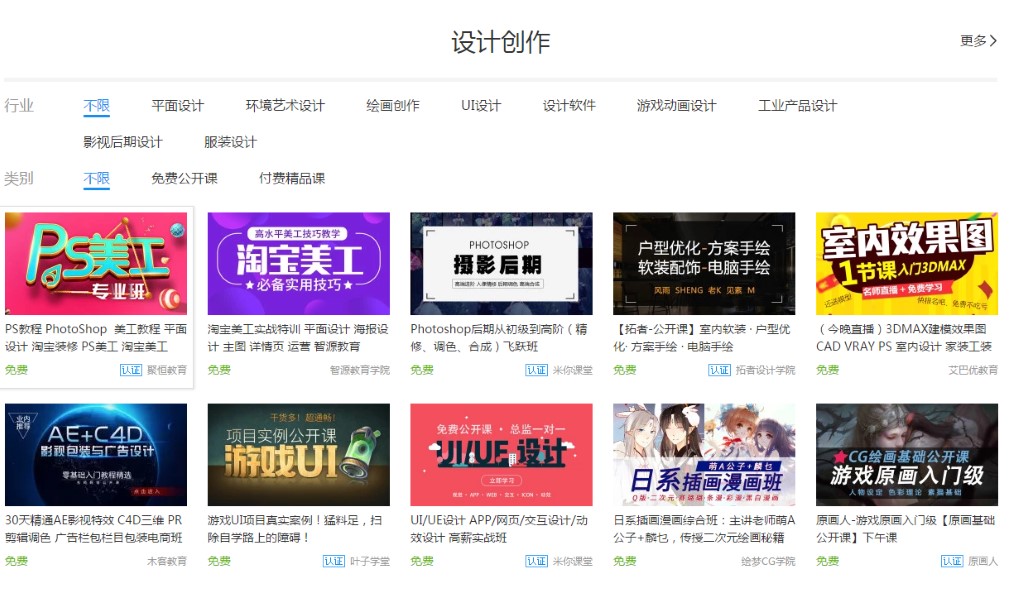 设计创作
更多
行业 不限 平面设计 环境艺术设计 绘画创作 UI设计 设计软件 游戏动画设计 工业产品设计
影视后期设计 服装设计
类别 不限 免费公开课 付费精品课
PS美工
专业班
PS教程 PhotoShop 美工教程 平面
设计 淘宝装修 PS美工 淘宝美工
免费 认证 聚恒教育
高水平美工技巧教学
淘宝美工
★必备实用技巧★
淘宝美工实战特训 平面设计 海报设
计 主图 详情页 运营 智源教育
免费 智源教育学院
PHOTOSHOP
摄影后期
Photoshop后期从初级到高阶（精
修、调色、合成）飞跃班
免费 认证 米你课堂
户型优化-方案手绘
软装配饰-电脑手绘
风雨 SHENG 老K 见素 M
【拓者-公开课】室内软装 · 户型优
化· 方案手绘 · 电脑手绘
免费 认证 拓者设计学院
室内效果图
1节课入门3DMAX
名师直播+免费学习
还送模型
快报名吧、免费不吃亏
（今晚直播）3DMAX建模效果图
CAD VRAY PS 室内设计 家装工装
免费 艾巴优教育
业内
推荐
AE+C4D
影视包装与广告设计
零基础入门教程精选
点击进入
30天精通AE影视特效 C4D三维 PR
剪辑调色 广告栏包栏目包装电商班
免费 木客教育
干货多！超通畅！
项目实例公开课
游戏UI
游戏UI项目真实案例！猛料足，扫
除自学路上的障碍！
免费 认证 叶子学堂
免费公开课 · 总监一对一
UI/UE设计
立即学习
UI/UE设计 APP/网页/交互设计/动
效设计 高薪实战班
免费 认证 米你课堂
萌A公子+麟乜
日系插画漫画班
日系插画漫画综合班：主讲老师萌A
公子+麟乜，传授二次元绘画秘籍
免费 绘梦CG学院
★CG绘画基础公开课
游戏原画入门级
人物设定 色彩理论 素描基础
原画人-游戏原画入门级【原画基础
公开课】下午课
免费 认证 原画人